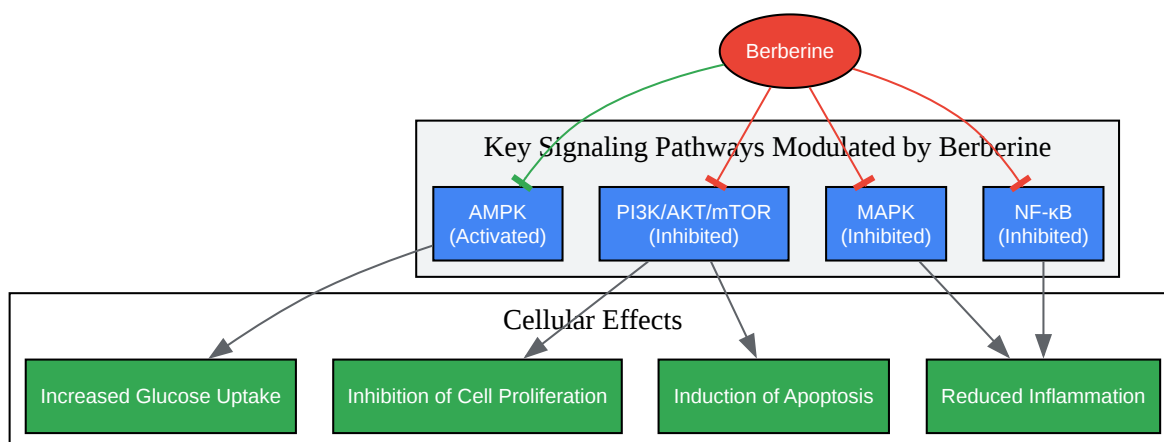 Berberine
Key Signaling Pathways Modulated by Berberine
AMPK
(Activated)
PI3K/AKT/mTOR
(Inhibited)
MAPK
(Inhibited)
NF-κB
(Inhibited)
Cellular Effects
Increased Glucose Uptake
Inhibition of Cell Proliferation
Induction of Apoptosis
Reduced Inflammation